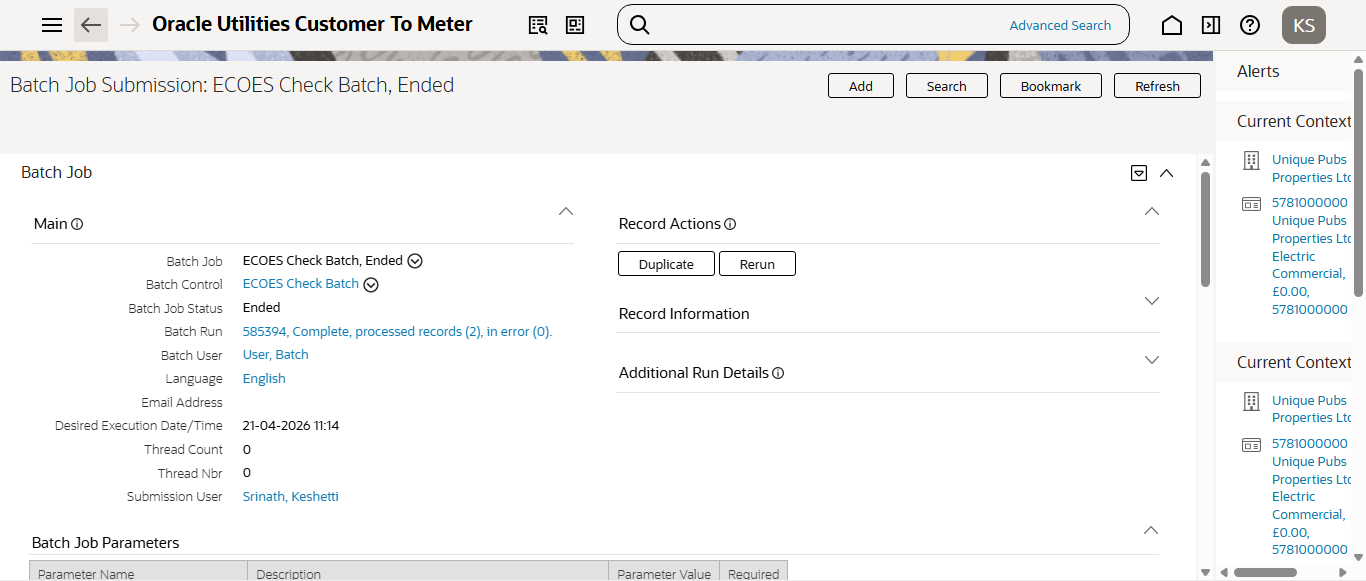 Oracle Utilities Customer To Meter
Advanced Search
KS
Batch Job Submission: ECOES Check Batch, Ended
Add
Search
Bookmark
Refresh
Batch Job
Main
Batch Job ECOES Check Batch, Ended
Batch Control ECOES Check Batch
Batch Job Status Ended
Batch Run 585394, Complete, processed records (2), in error (0).
Batch User User, Batch
Language English
Email Address
Desired Execution Date/Time 21-04-2026 11:14
Thread Count 0
Thread Nbr 0
Submission User Srinath, Keshetti
Record Actions
Duplicate
Rerun
Record Information
Additional Run Details
Batch Job Parameters
Parameter Name Description Parameter Value Required
Alerts
Current Context
Unique Pubs
Properties Ltd
5781000000
Unique Pubs
Properties Ltd
Electric
Commercial,
£0.00,
5781000000
Current Context
Unique Pubs
Properties Ltd
5781000000
Unique Pubs
Properties Ltd
Electric
Commercial,
£0.00,
5781000000